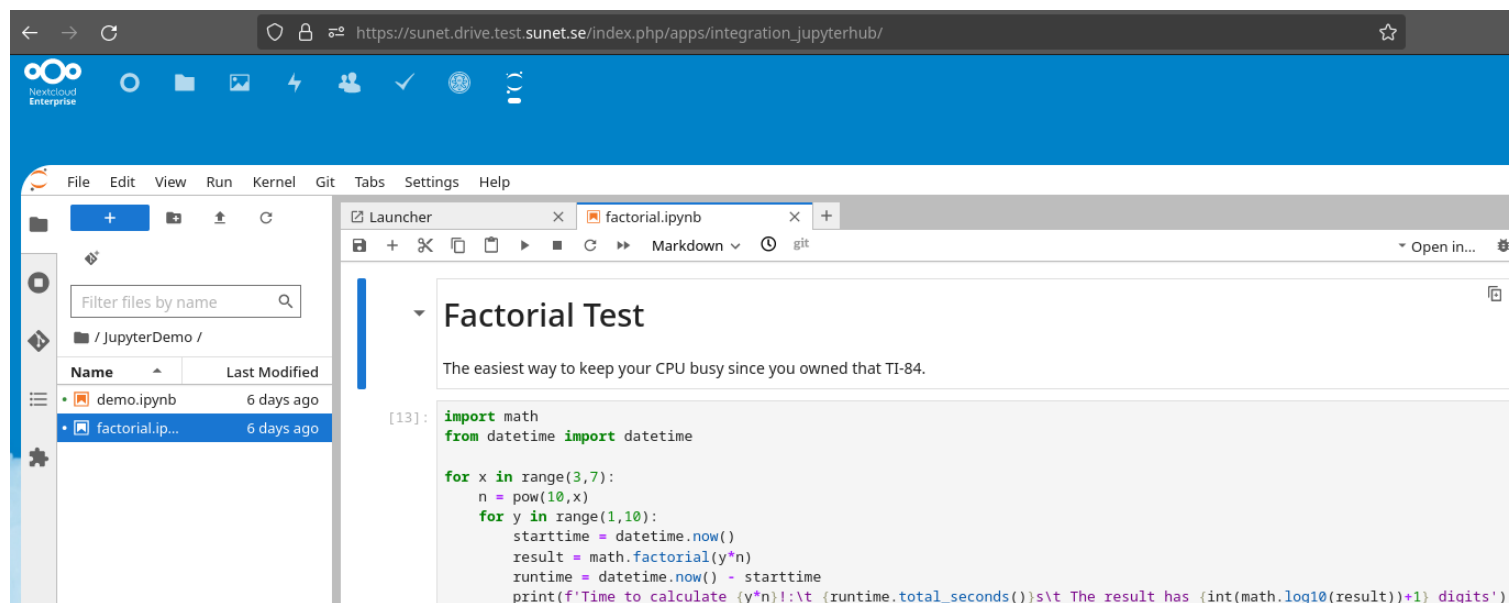 https://sunet.drive.test.sunet.se/index.php/apps/integration_jupyterhub/
Nextcloud
Enterprise
File Edit View Run Kernel Git Tabs Settings Help
Launcher
factorial.ipynb
Markdown
git
Open in...
Filter files by name
/ JupyterDemo /
Name Last Modified
demo.ipynb 6 days ago
factorial.ip... 6 days ago
Factorial Test
The easiest way to keep your CPU busy since you owned that TI-84.
[13]:
import math
from datetime import datetime
for x in range(3,7):
    n = pow(10,x)
    for y in range(1,10):
        starttime = datetime.now()
        result = math.factorial(y*n)
        runtime = datetime.now() - starttime
        print(f'Time to calculate {y*n}!:\t {runtime.total_seconds()}s\t The result has {int(math.log10(result))+1} digits')